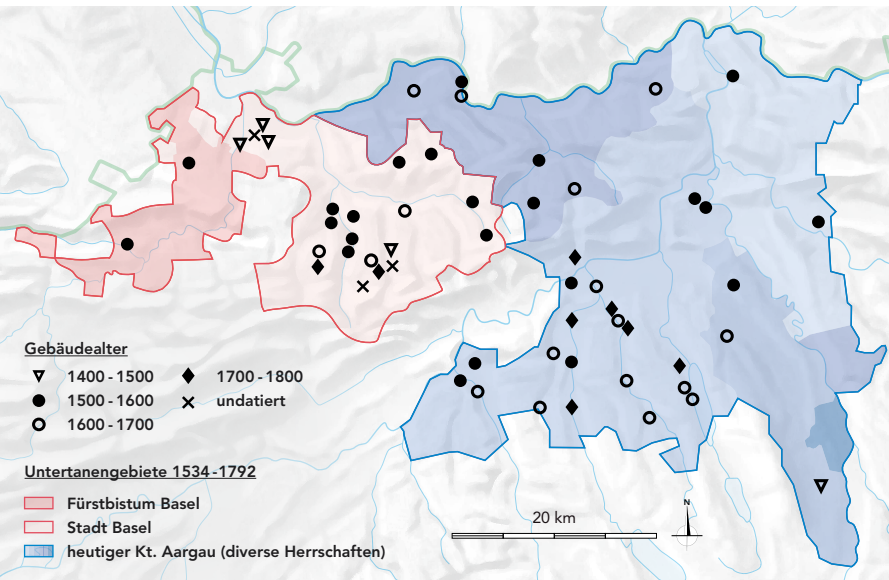 Gebäudealter
1400 - 1500
1700 - 1800
1500 - 1600
undatiert
1600 - 1700
Untertanengebiete 1534 - 1792
Fürstbistum Basel
Stadt Basel
heutiger Kt. Aargau (diverse Herrschaften)
20 km
N